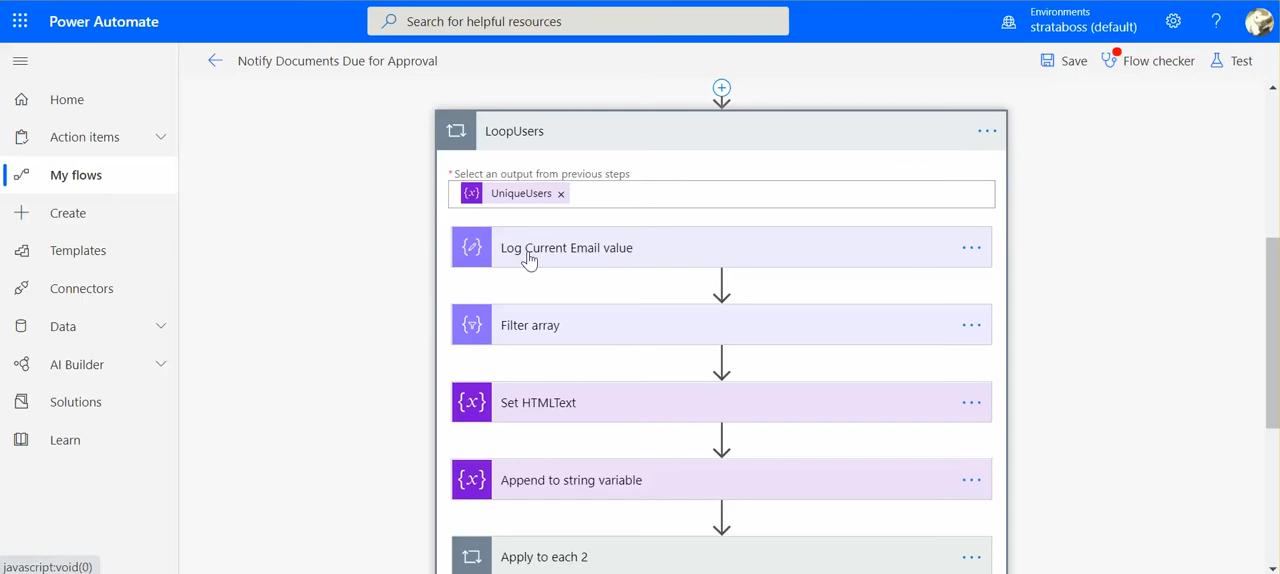 Power Automate
Search for helpful resources
Environments
strataboss (default)
?
Notify Documents Due for Approval
Save
Flow checker
Test
Home
Action items
My flows
Create
Templates
Connectors
Data
AI Builder
Solutions
Learn
LoopUsers
* Select an output from previous steps
{x} UniqueUsers x
Log Current Email value
Filter array
{x} Set HTMLText
{x} Append to string variable
Apply to each 2
javascript:void(0)